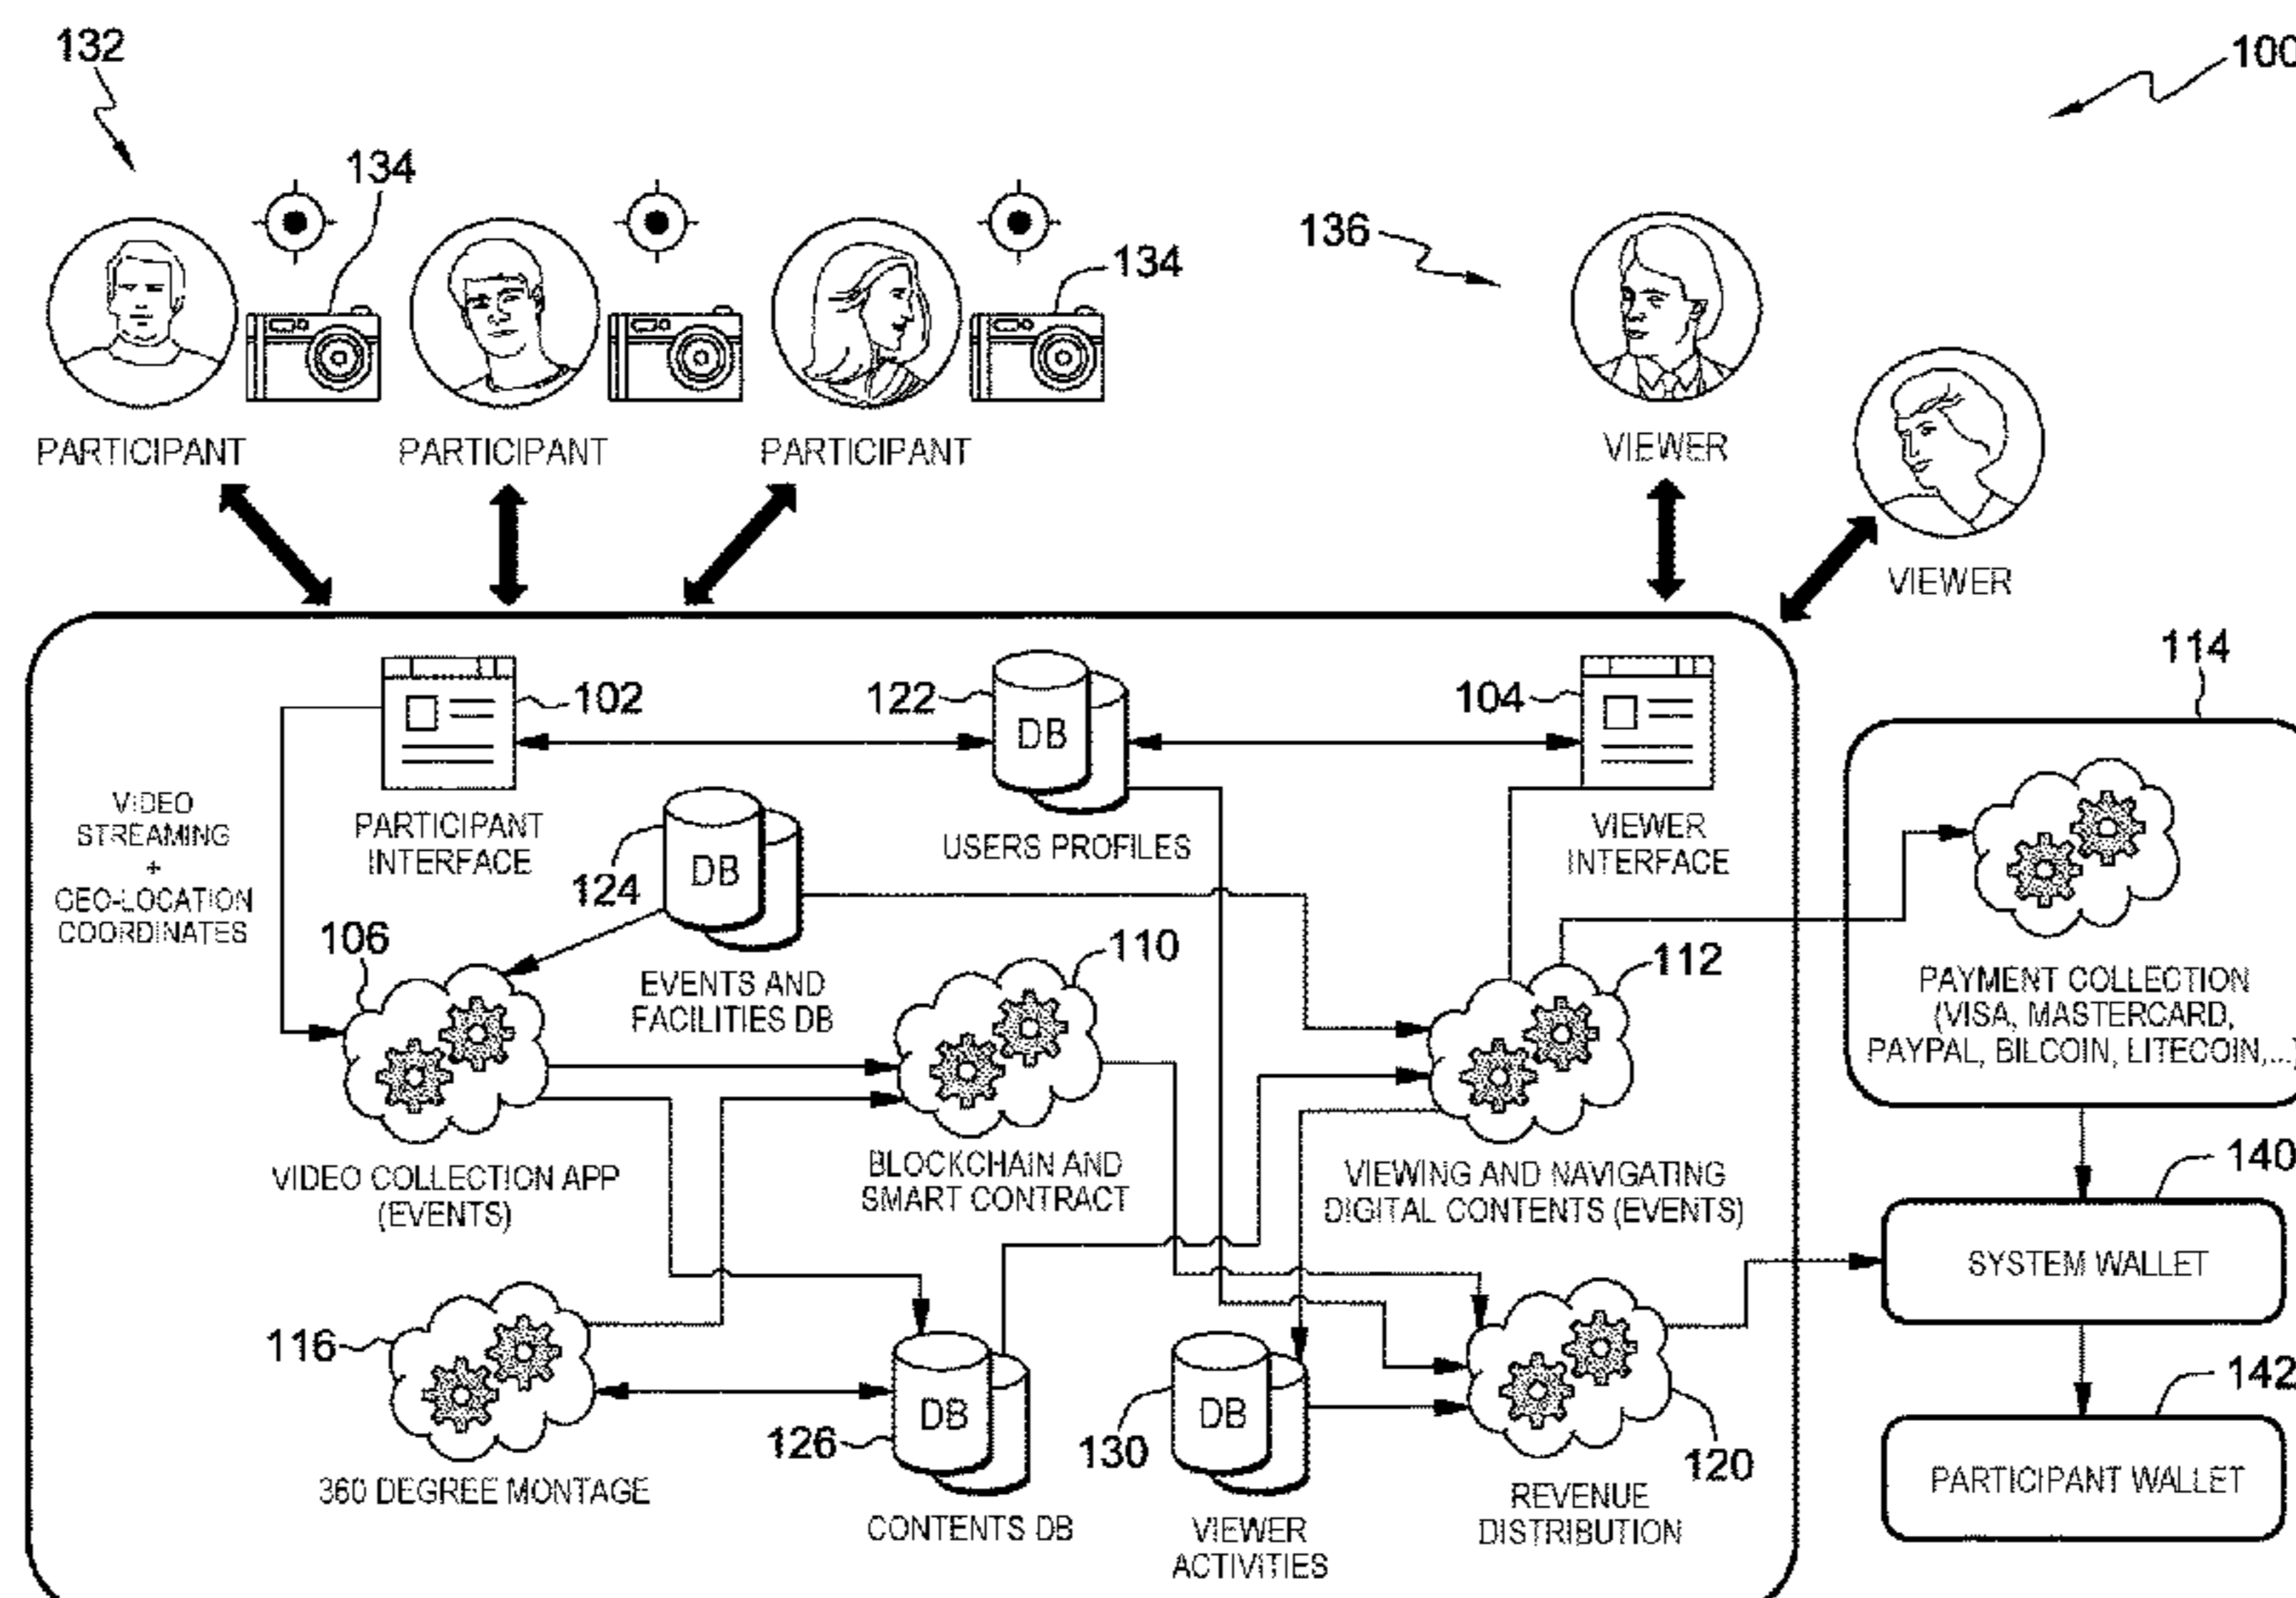 132
100
134
134
136
PARTICIPANT
PARTICIPANT
PARTICIPANT
VIEWER
VIEWER
114
102
122
104
DB
VIDEO
STREAMING
+
GEO-LOCATION
COORDINATES
PARTICIPANT
INTERFACE
124
DB
USERS PROFILES
VIEWER
INTERFACE
106
EVENTS AND
FACILITIES DB
110
112
PAYMENT COLLECTION
(VISA, MASTERCARD,
PAYPAL, BILCOIN, LITECOIN,...)
VIDEO COLLECTION APP
(EVENTS)
BLOCKCHAIN AND
SMART CONTRACT
VIEWING AND NAVIGATING
DIGITAL CONTENTS (EVENTS)
140
SYSTEM WALLET
116
DB
126
DB
130
120
142
PARTICIPANT WALLET
360 DEGREE MONTAGE
CONTENTS DB
VIEWER
ACTIVITIES
REVENUE
DISTRIBUTION